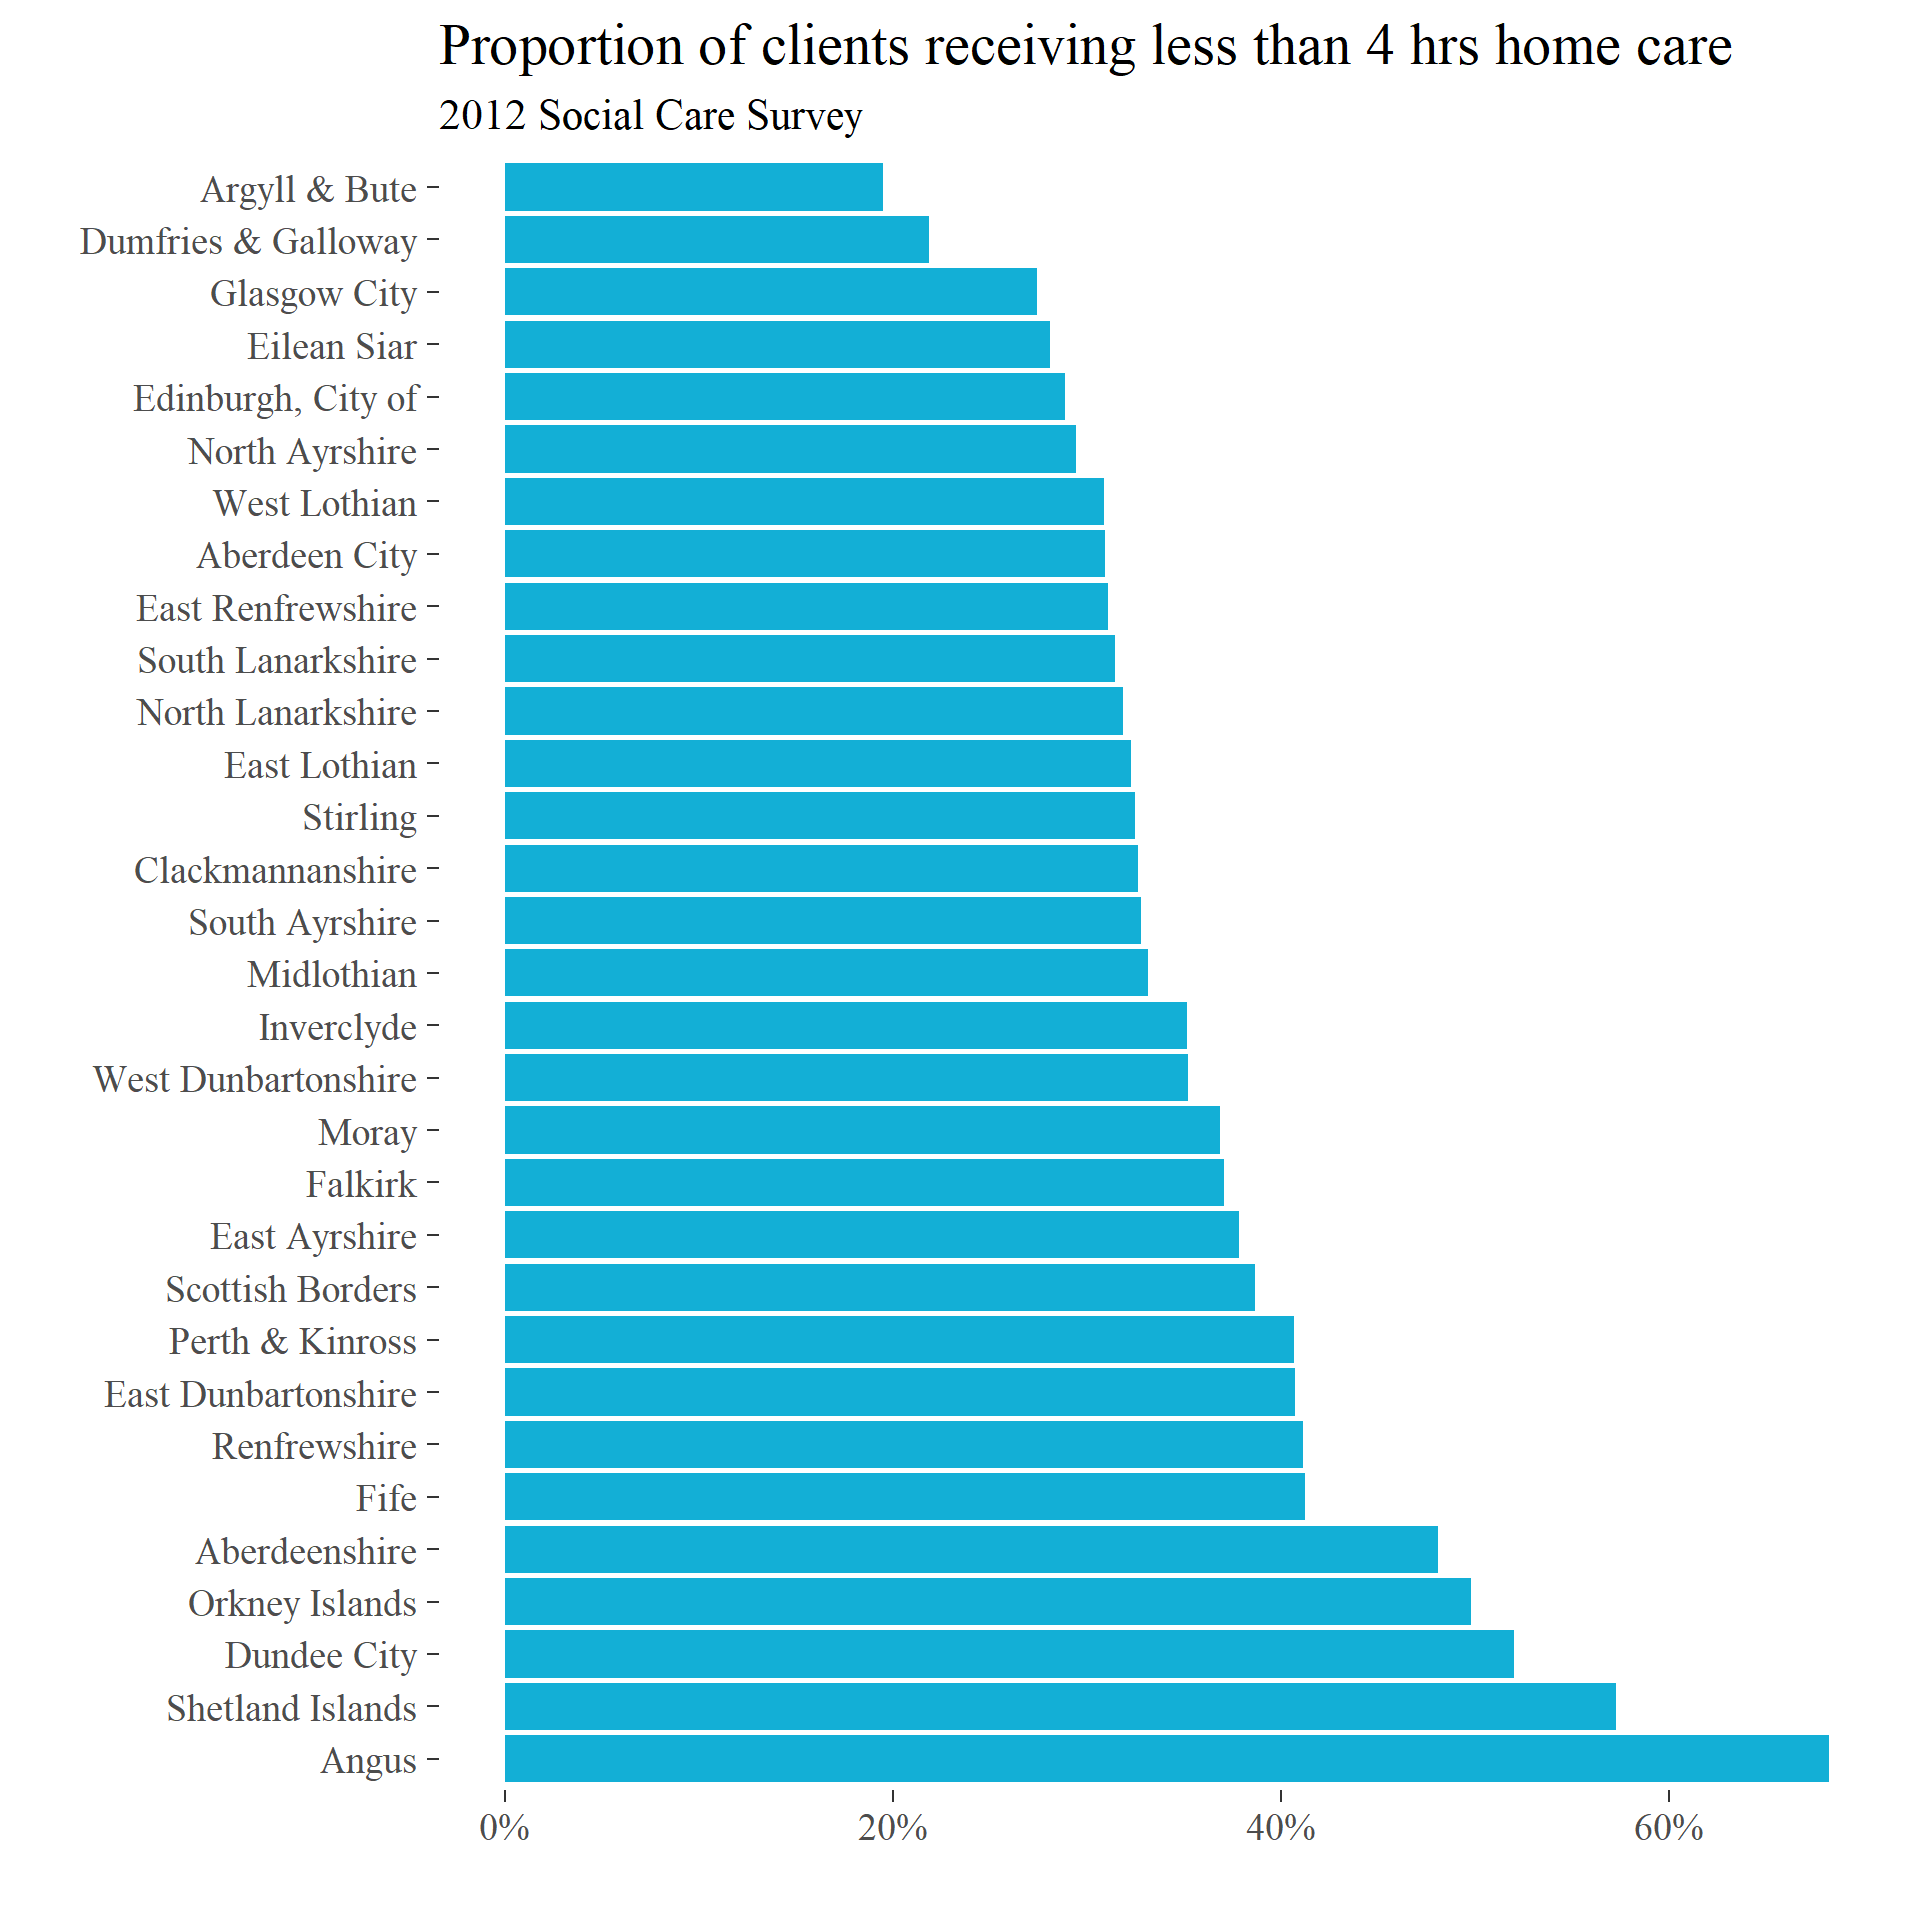 Proportion of clients receiving less than 4 hrs home care
2012 Social Care Survey
Argyll & Bute
Dumfries & Galloway
Glasgow City
Eilean Siar
Edinburgh, City of
North Ayrshire
West Lothian
Aberdeen City
East Renfrewshire
South Lanarkshire
North Lanarkshire
East Lothian
Stirling
Clackmannanshire
South Ayrshire
Midlothian
Inverclyde
West Dunbartonshire
Moray
Falkirk
East Ayrshire
Scottish Borders
Perth & Kinross
East Dunbartonshire
Renfrewshire
Fife
Aberdeenshire
Orkney Islands
Dundee City
Shetland Islands
Angus
0% 20% 40% 60%